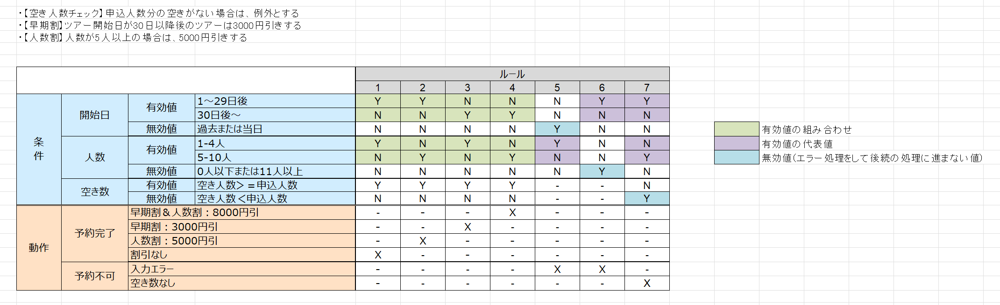 ・【空き人数チェック】申込人数分の空きがない場合は、例外とする
・【早期割】ツアー開始日が30日以降後のツアーは3000円引きする
・【人数割】人数が5人以上の場合は、5000円引きする
ルール
1 2 3 4 5 6 7
条件
開始日
有効値
1～29日後 Y Y N N N Y Y
30日後～ N N Y Y N N N
無効値 過去または当日 N N N N Y N N
人数
有効値
1-4人 Y N Y N Y N N
5-10人 N Y N Y N N Y
無効値 0人以下または11人以上 N N N N N Y N
空き数
有効値 空き人数＞＝申込人数 Y Y Y Y - - N
無効値 空き人数＜申込人数 N N N N - - Y
動作
予約完了
早期割＆人数割：8000円引 - - - X - - -
早期割：3000円引 - - X - - - -
人数割：5000円引 - X - - - - -
割引なし X - - - - - -
予約不可
入力エラー - - - - X X -
空き数なし - - - - - - X
有効値の組み合わせ
有効値の代表値
無効値（エラー処理をして後続の処理に進まない値）